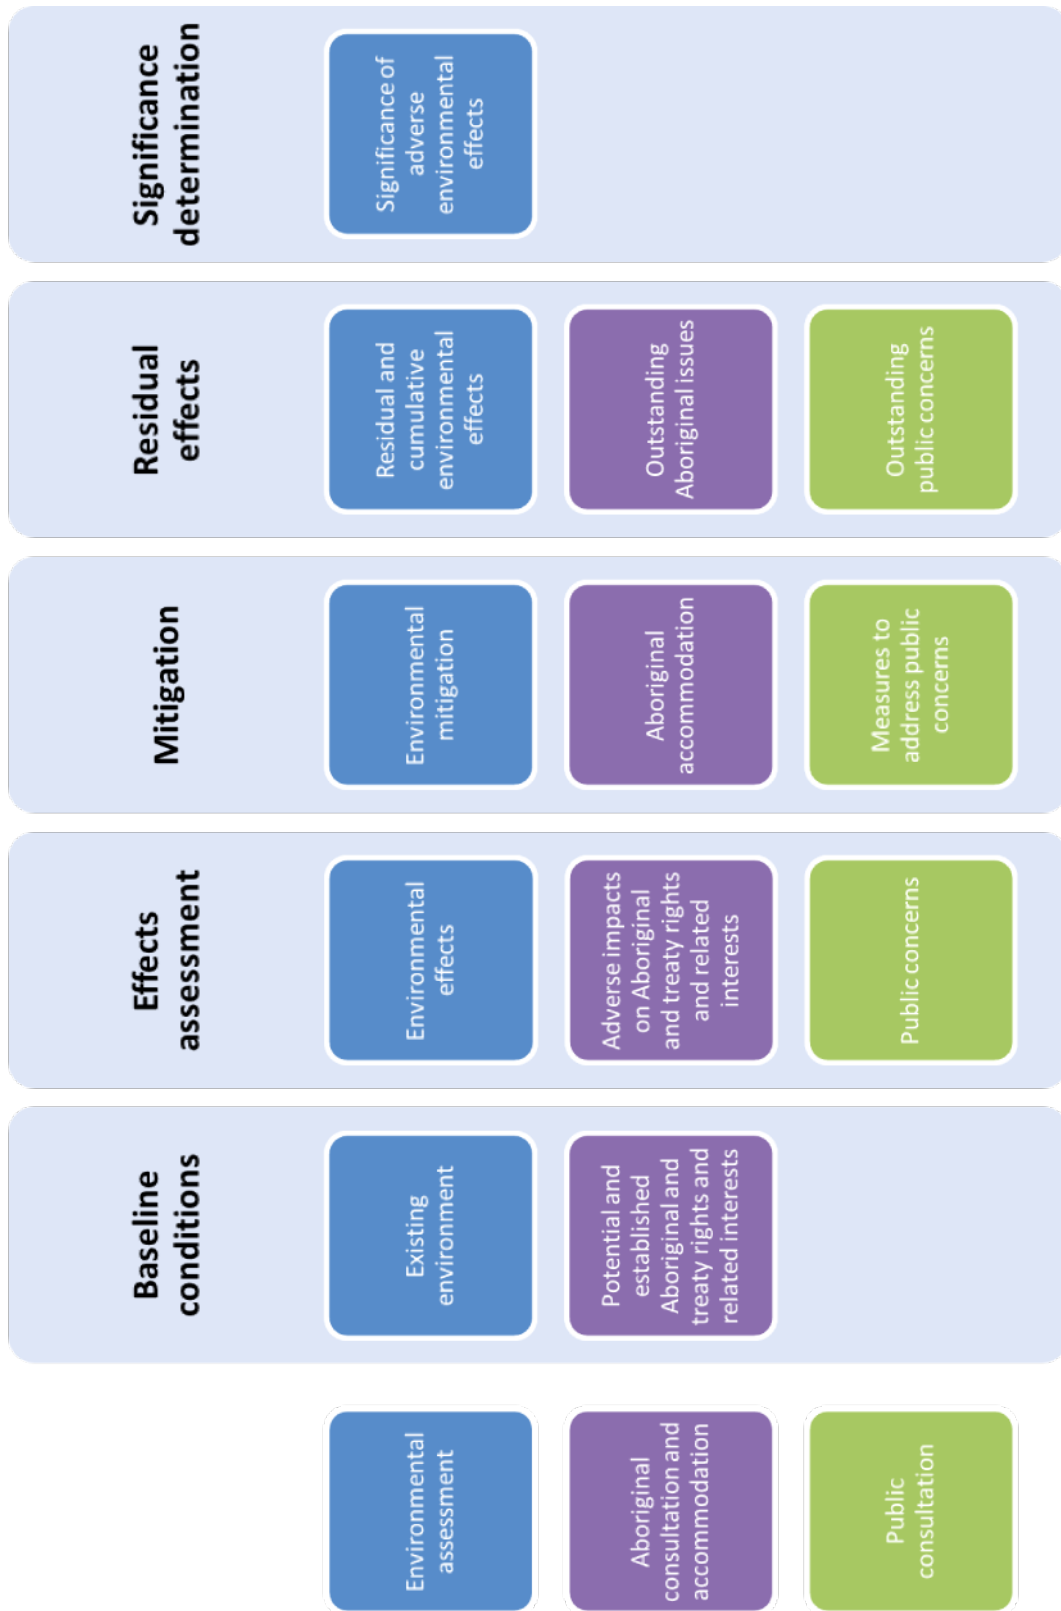 Baseline
conditions
Effects
assessment
Mitigation
Residual
effects
Significance
determination
Environmental
assessment
Existing
environment
Environmental
effects
Environmental
mitigation
Residual and
cumulative
environmental
effects
Significance of
adverse
environmental
effects
Aboriginal
consultation and
accommodation
Potential and
established
Aboriginal and
treaty rights and
related interests
Adverse impacts
on Aboriginal
and treaty rights
and related
interests
Aboriginal
accommodation
Outstanding
Aboriginal issues
Public
consultation
Public concerns
Measures to
address public
concerns
Outstanding
public concerns